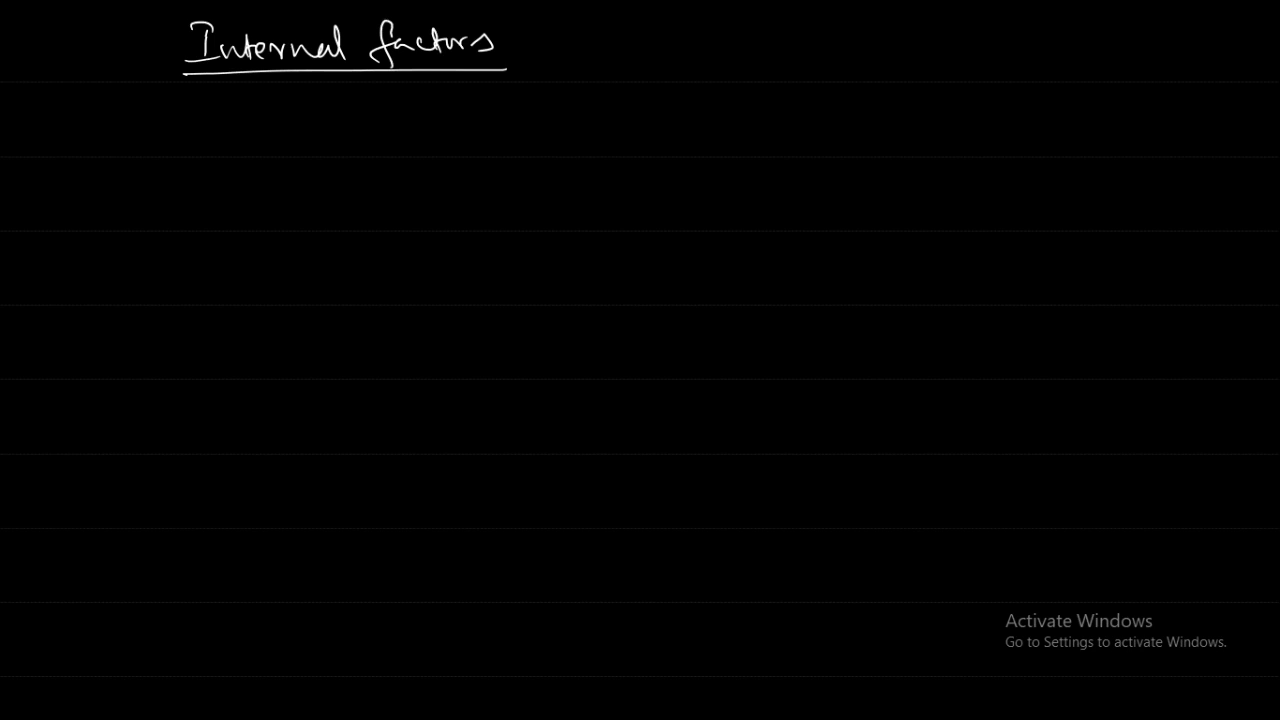 Internal factors
Activate Windows
Go to Settings to activate Windows.